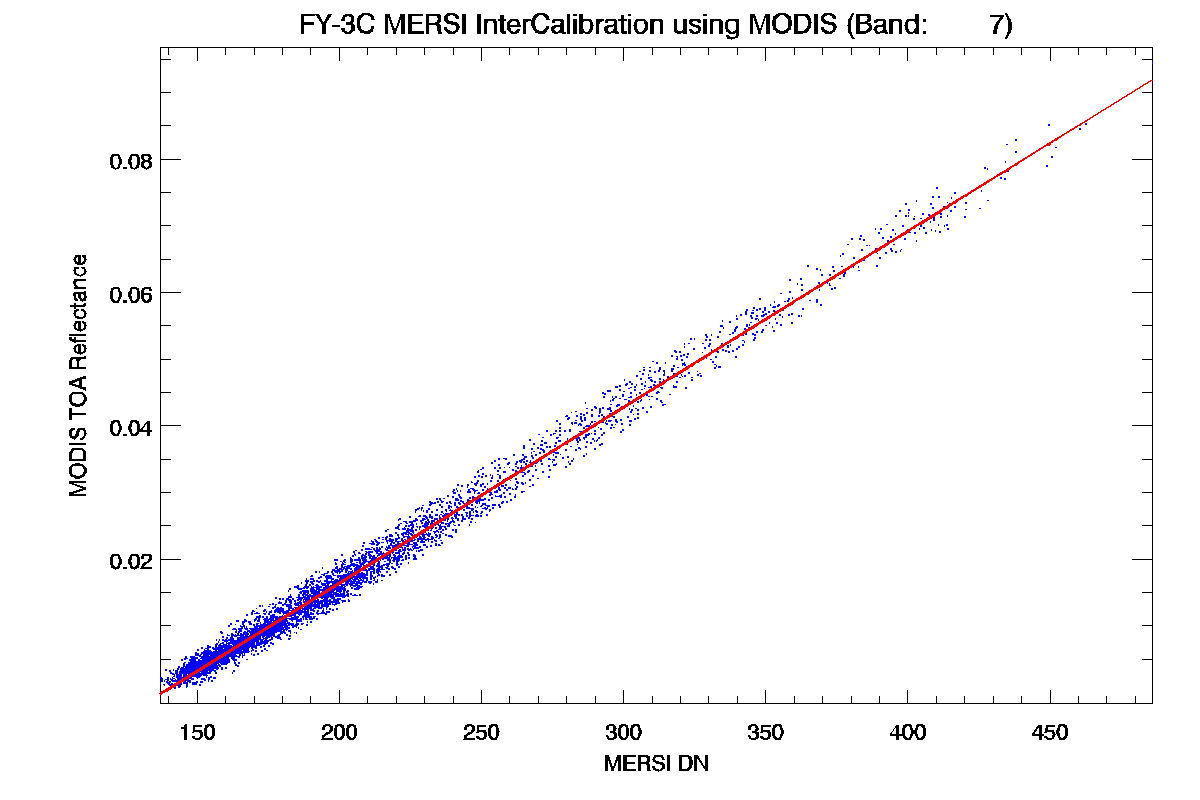 FY-3C MERSI InterCalibration using MODIS (Band: 7)
0.08
0.06
0.04
0.02
MODIS TOA Reflectance
150 200 250 300 350 400 450
MERSI DN